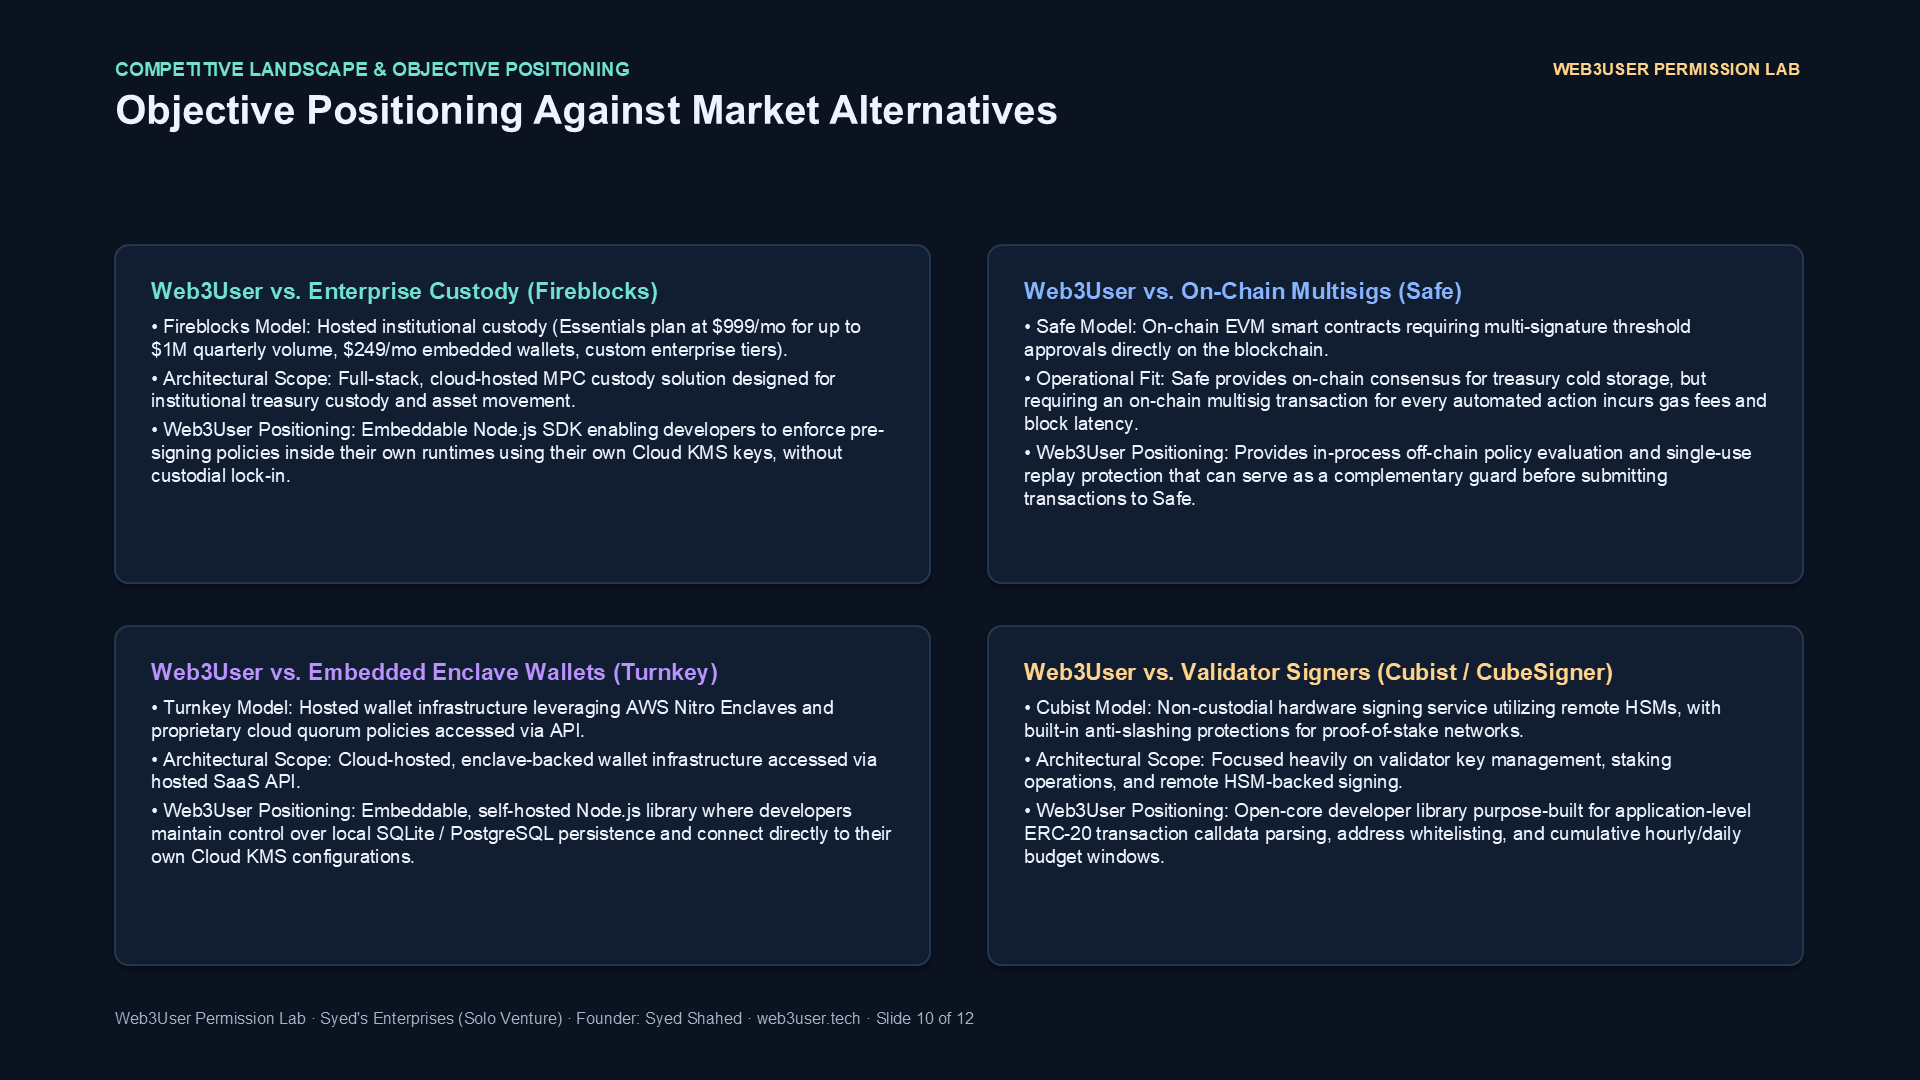 COMPETITIVE LANDSCAPE & OBJECTIVE POSITIONING
WEB3USER PERMISSION LAB
Objective Positioning Against Market Alternatives
Web3User vs. Enterprise Custody (Fireblocks)
• Fireblocks Model: Hosted institutional custody (Essentials plan at $999/mo for up to
$1M quarterly volume, $249/mo embedded wallets, custom enterprise tiers).
• Architectural Scope: Full-stack, cloud-hosted MPC custody solution designed for
institutional treasury custody and asset movement.
• Web3User Positioning: Embeddable Node.js SDK enabling developers to enforce pre-
signing policies inside their own runtimes using their own Cloud KMS keys, without
custodial lock-in.
Web3User vs. On-Chain Multisigs (Safe)
• Safe Model: On-chain EVM smart contracts requiring multi-signature threshold
approvals directly on the blockchain.
• Operational Fit: Safe provides on-chain consensus for treasury cold storage, but
requiring an on-chain multisig transaction for every automated action incurs gas fees and
block latency.
• Web3User Positioning: Provides in-process off-chain policy evaluation and single-use
replay protection that can serve as a complementary guard before submitting
transactions to Safe.
Web3User vs. Embedded Enclave Wallets (Turnkey)
• Turnkey Model: Hosted wallet infrastructure leveraging AWS Nitro Enclaves and
proprietary cloud quorum policies accessed via API.
• Architectural Scope: Cloud-hosted, enclave-backed wallet infrastructure accessed via
hosted SaaS API.
• Web3User Positioning: Embeddable, self-hosted Node.js library where developers
maintain control over local SQLite / PostgreSQL persistence and connect directly to their
own Cloud KMS configurations.
Web3User vs. Validator Signers (Cubist / CubeSigner)
• Cubist Model: Non-custodial hardware signing service utilizing remote HSMs, with
built-in anti-slashing protections for proof-of-stake networks.
• Architectural Scope: Focused heavily on validator key management, staking
operations, and remote HSM-backed signing.
• Web3User Positioning: Open-core developer library purpose-built for application-level
ERC-20 transaction calldata parsing, address whitelisting, and cumulative hourly/daily
budget windows.
Web3User Permission Lab · Syed's Enterprises (Solo Venture) · Founder: Syed Shahed · web3user.tech · Slide 10 of 12